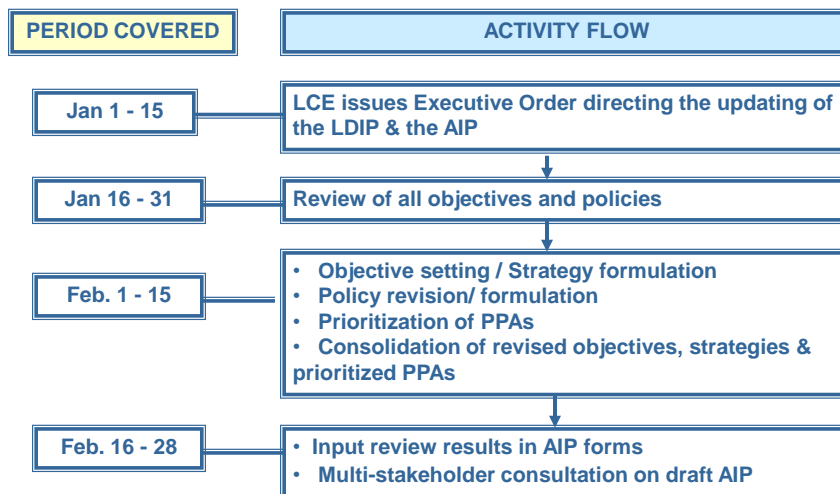 PERIOD COVERED
ACTIVITY FLOW
Jan 1 - 15
LCE issues Executive Order directing the updating of
the LDIP & the AIP
Jan 16 - 31
Review of all objectives and policies
Feb. 1 - 15
• Objective setting / Strategy formulation
• Policy revision/ formulation
• Prioritization of PPAs
• Consolidation of revised objectives, strategies &
prioritized PPAs
Feb. 16 - 28
• Input review results in AIP forms
• Multi-stakeholder consultation on draft AIP